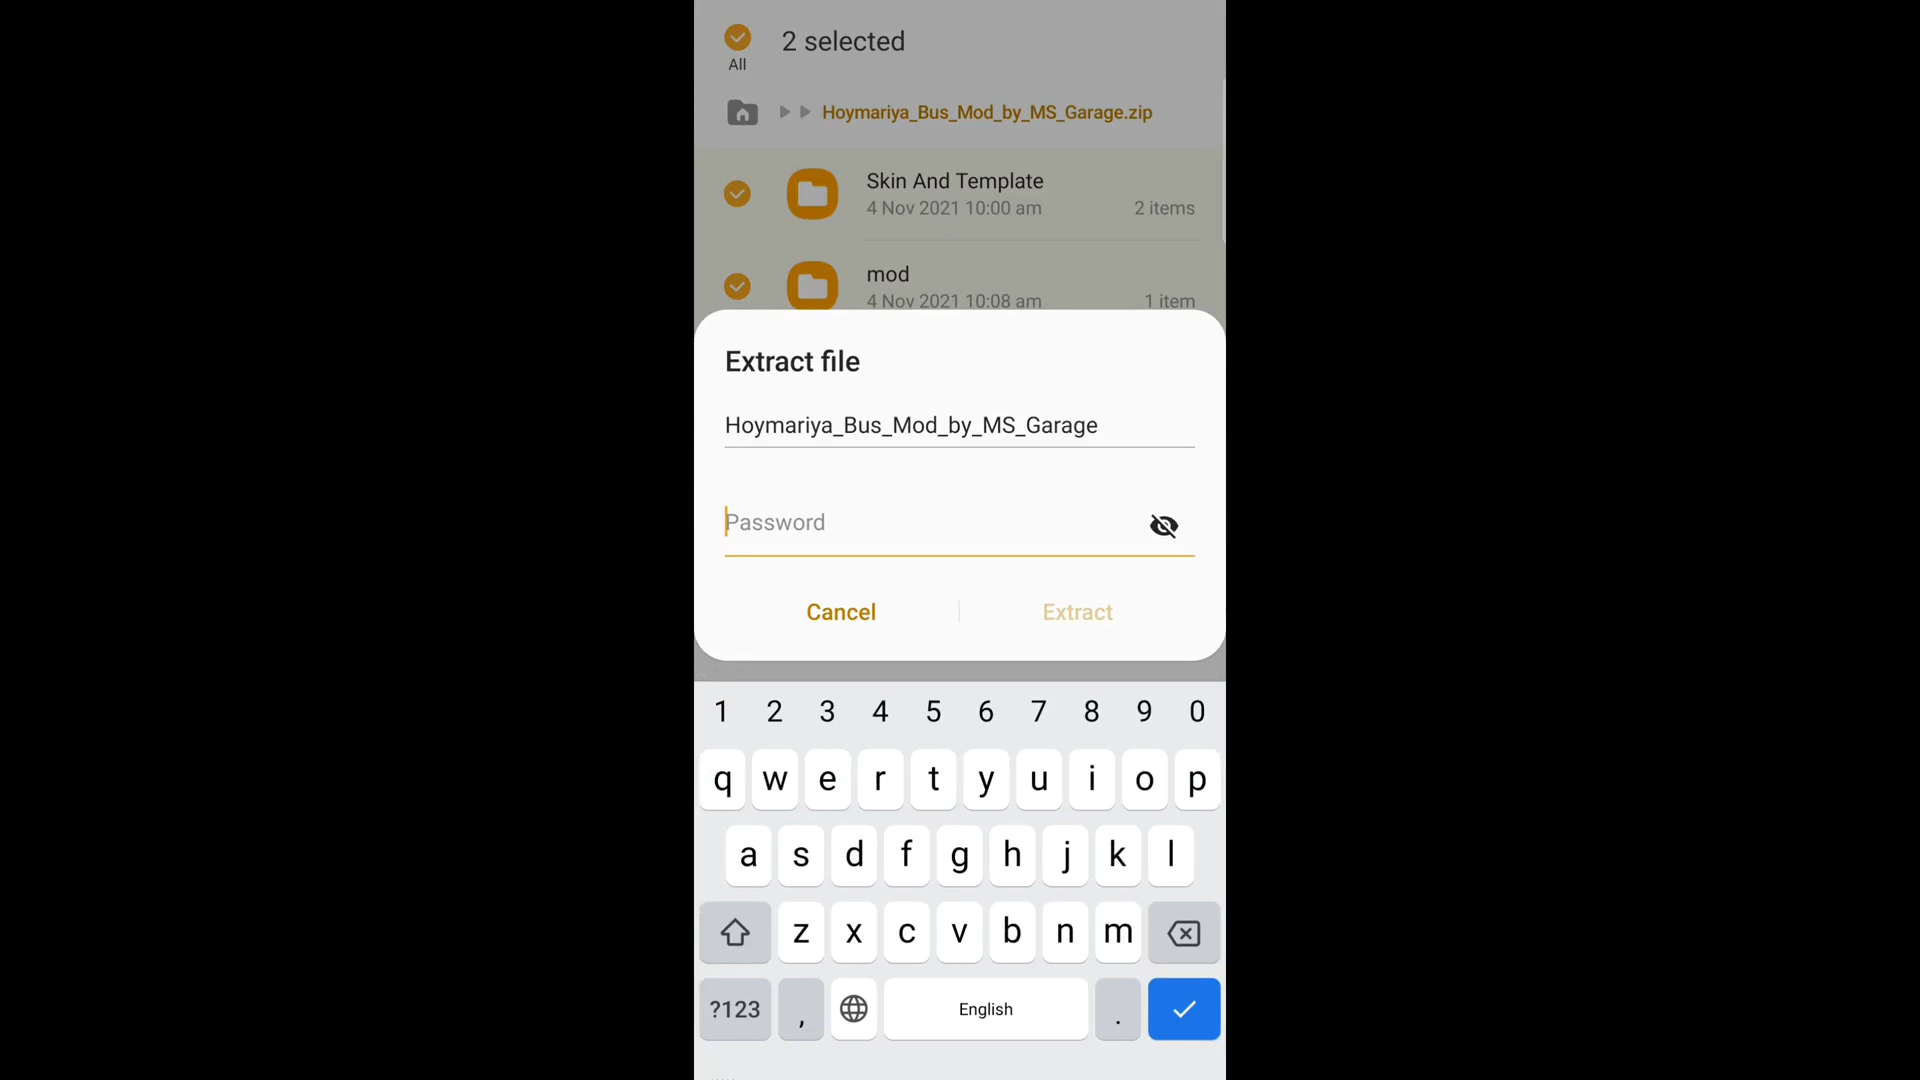 2 selected
All
Hoymariya_Bus_Mod_by_MS_Garage.zip
Skin And Template
4 Nov 2021 10:00 am 2 items
mod
4 Nov 2021 10:08 am 1 item
Extract file
Hoymariya_Bus_Mod_by_MS_Garage
Password
Cancel Extract
1 2 3 4 5 6 7 8 9 0
q w e r t y u i o p
a s d f g h j k l
z x c v b n m
?123 , English .